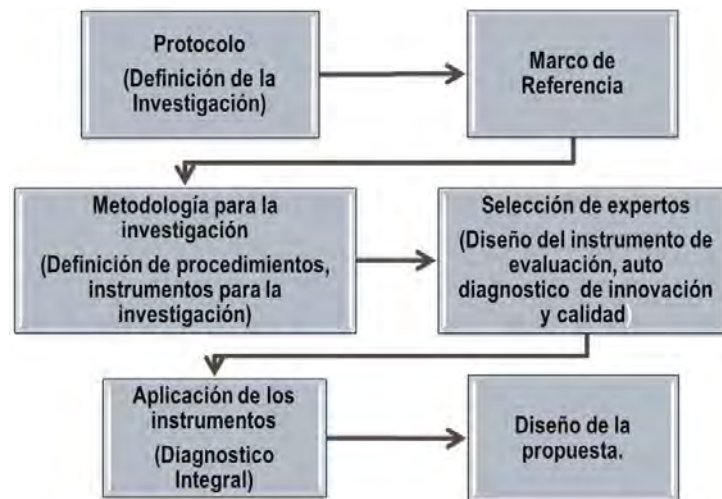 Protocolo
(Definición de la
Investigación)
Marco de
Referencia
Metodología para la
investigación
(Definición de procedimientos,
instrumentos para la
investigación)
Selección de expertos
(Diseño del instrumento de
evaluación, auto
diagnostico de innovación
y calidad)
Aplicación de los
instrumentos
(Diagnostico
Integral)
Diseño de la
propuesta.